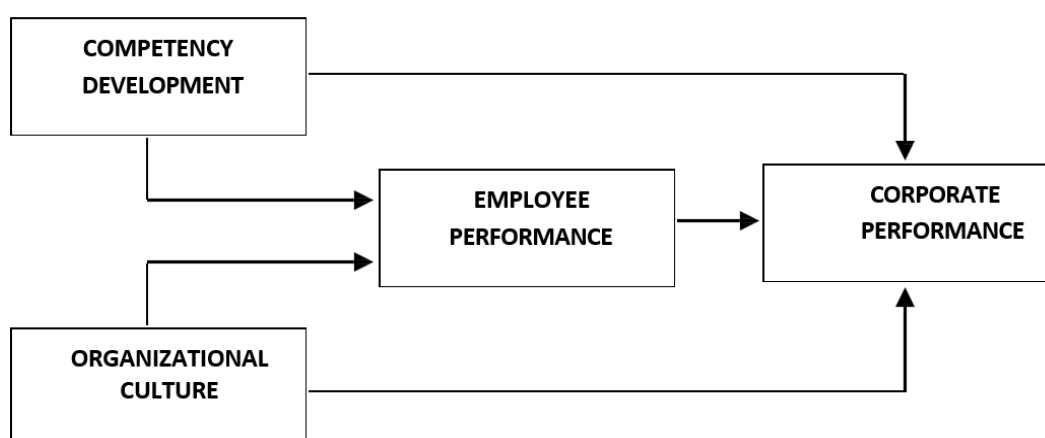 COMPETENCY
DEVELOPMENT
EMPLOYEE
PERFORMANCE
CORPORATE
PERFORMANCE
ORGANIZATIONAL
CULTURE